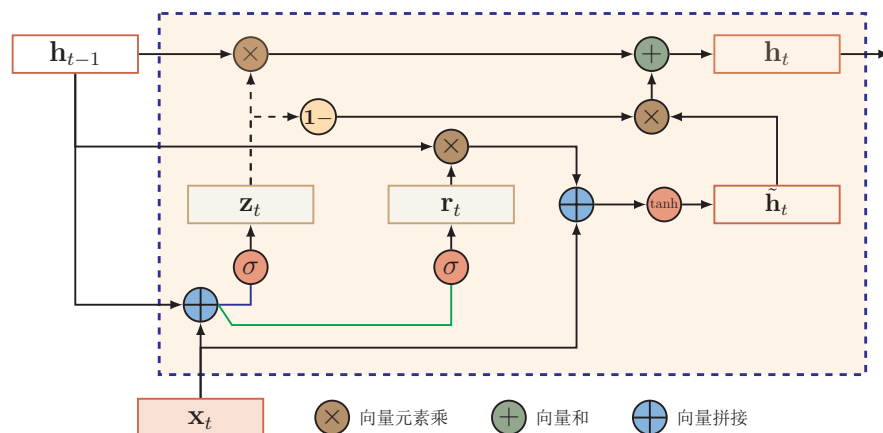 h_{t−1} × + h_t
1− ×
×
z_t r_t tanh h̃_t
σ σ
x_t × 向量元素乘 + 向量和 向量拼接